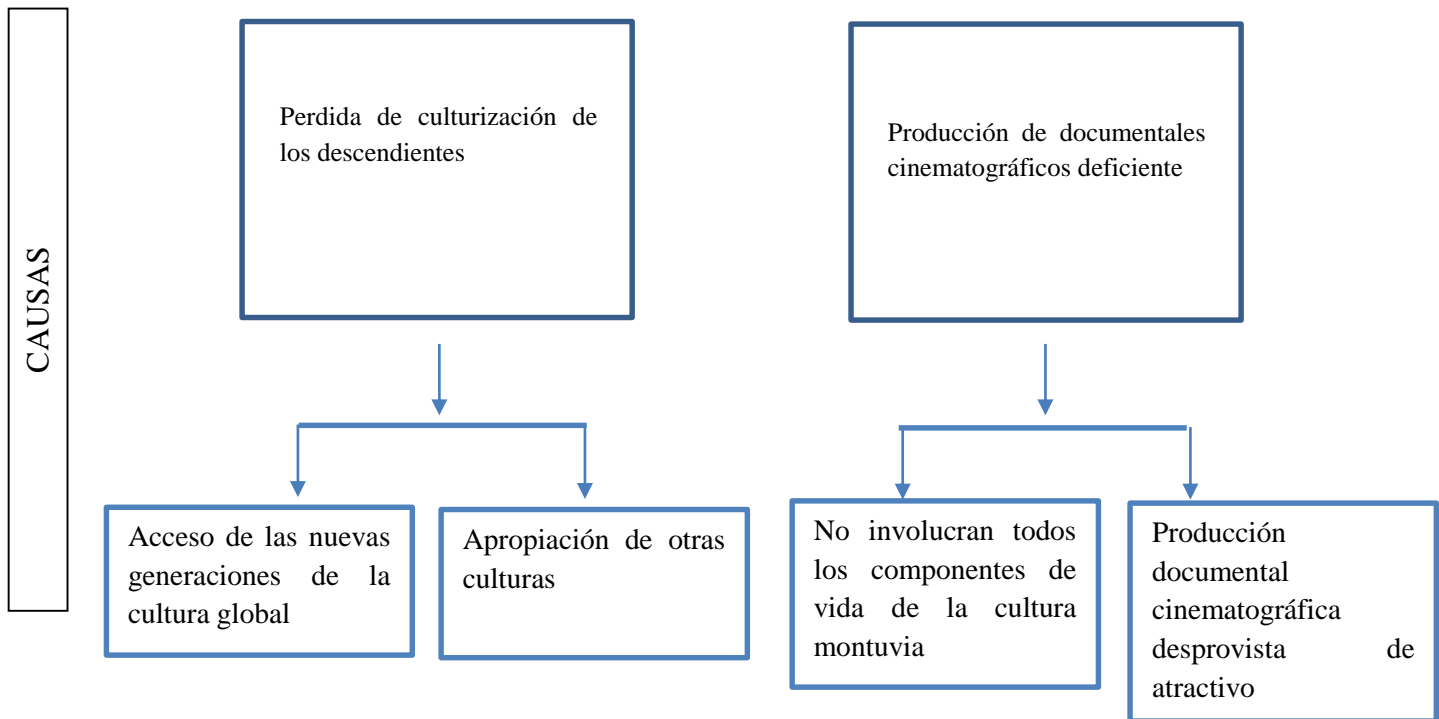 CAUSAS
Perdida de culturización de
los descendientes
Producción de documentales
cinematográficos deficiente
Acceso de las nuevas
generaciones de la
cultura global
Apropiación de otras
culturas
No involucran todos
los componentes de
vida de la cultura
montuvia
Producción
documental
cinematográfica
desprovista de
atractivo